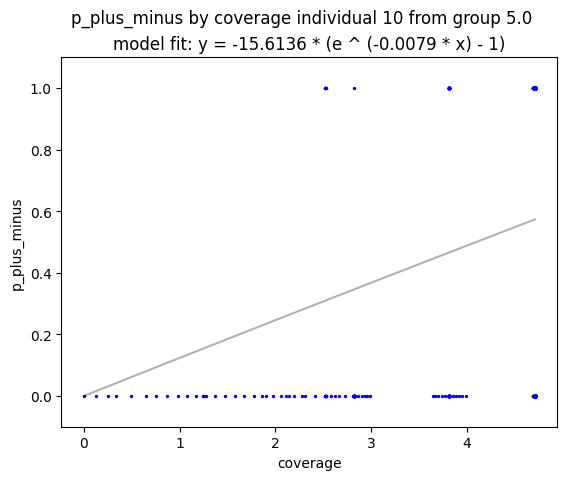 p_plus_minus by coverage individual 10 from group 5.0
model fit: y = -15.6136 * (e ^ (-0.0079 * x) - 1)
1.0
0.8
0.6
0.4
0.2
0.0
p_plus_minus
0 1 2 3 4
coverage